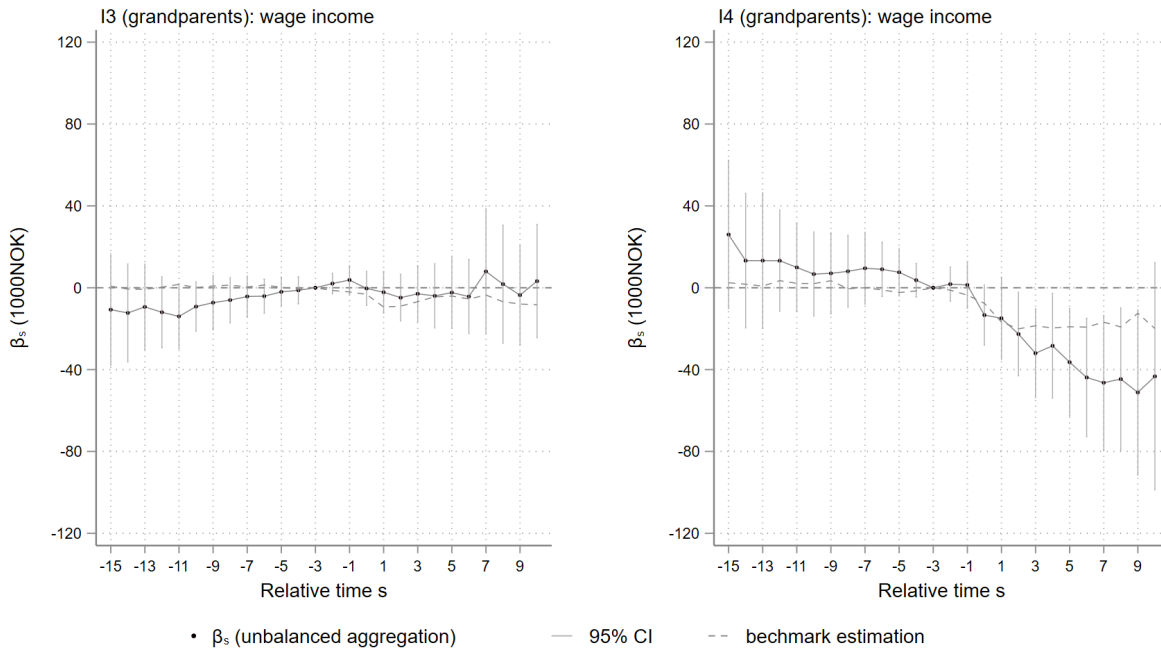 I3 (grandparents): wage income
120
80
40
0
-40
-80
-120
βₛ (1000NOK)
-15 -13 -11 -9 -7 -5 -3 -1 1 3 5 7 9
Relative time s
I4 (grandparents): wage income
120
80
40
0
-40
-80
-120
βₛ (1000NOK)
-15 -13 -11 -9 -7 -5 -3 -1 1 3 5 7 9
Relative time s
βₛ (unbalanced aggregation) 95% CI bechmark estimation